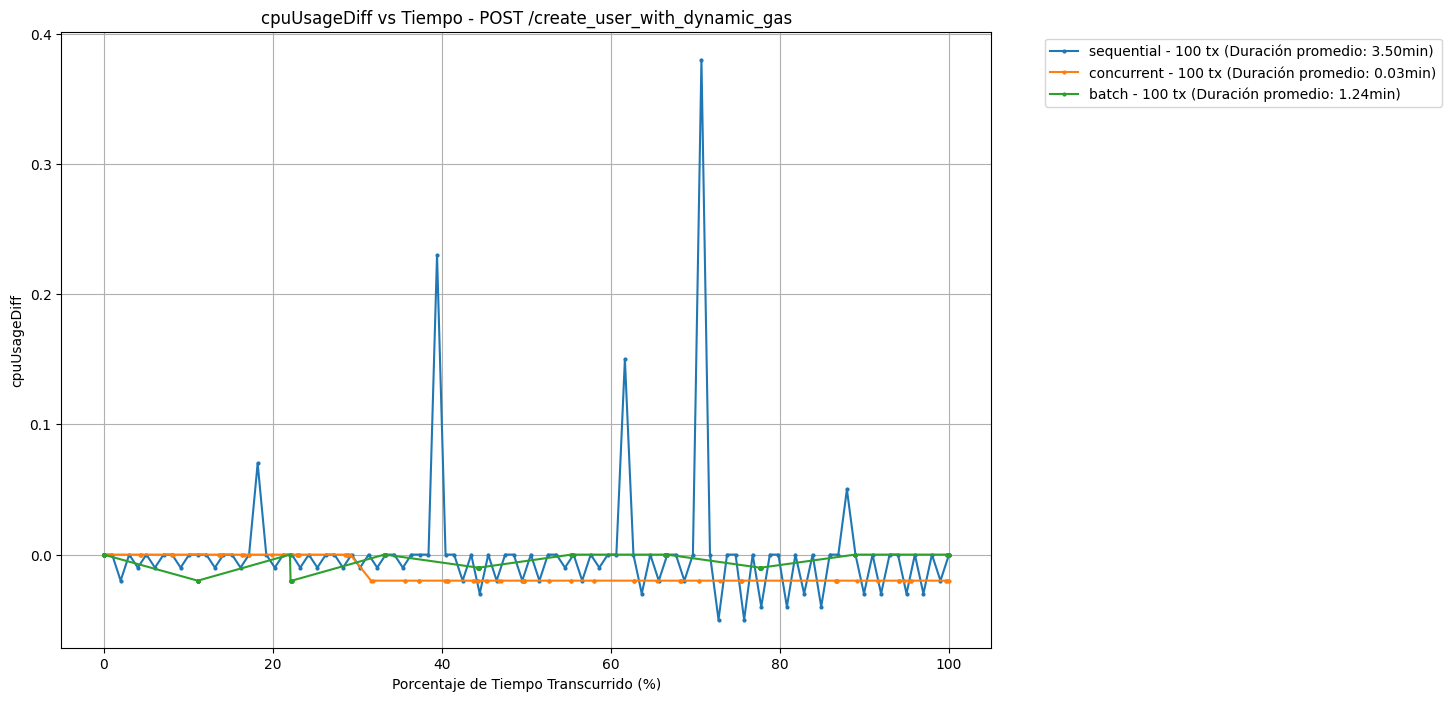 cpuUsageDiff vs Tiempo - POST /create_user_with_dynamic_gas
sequential - 100 tx (Duración promedio: 3.50min)
concurrent - 100 tx (Duración promedio: 0.03min)
batch - 100 tx (Duración promedio: 1.24min)
cpuUsageDiff
0.4
0.3
0.2
0.1
0.0
0
20
40
60
80
100
Porcentaje de Tiempo Transcurrido (%)